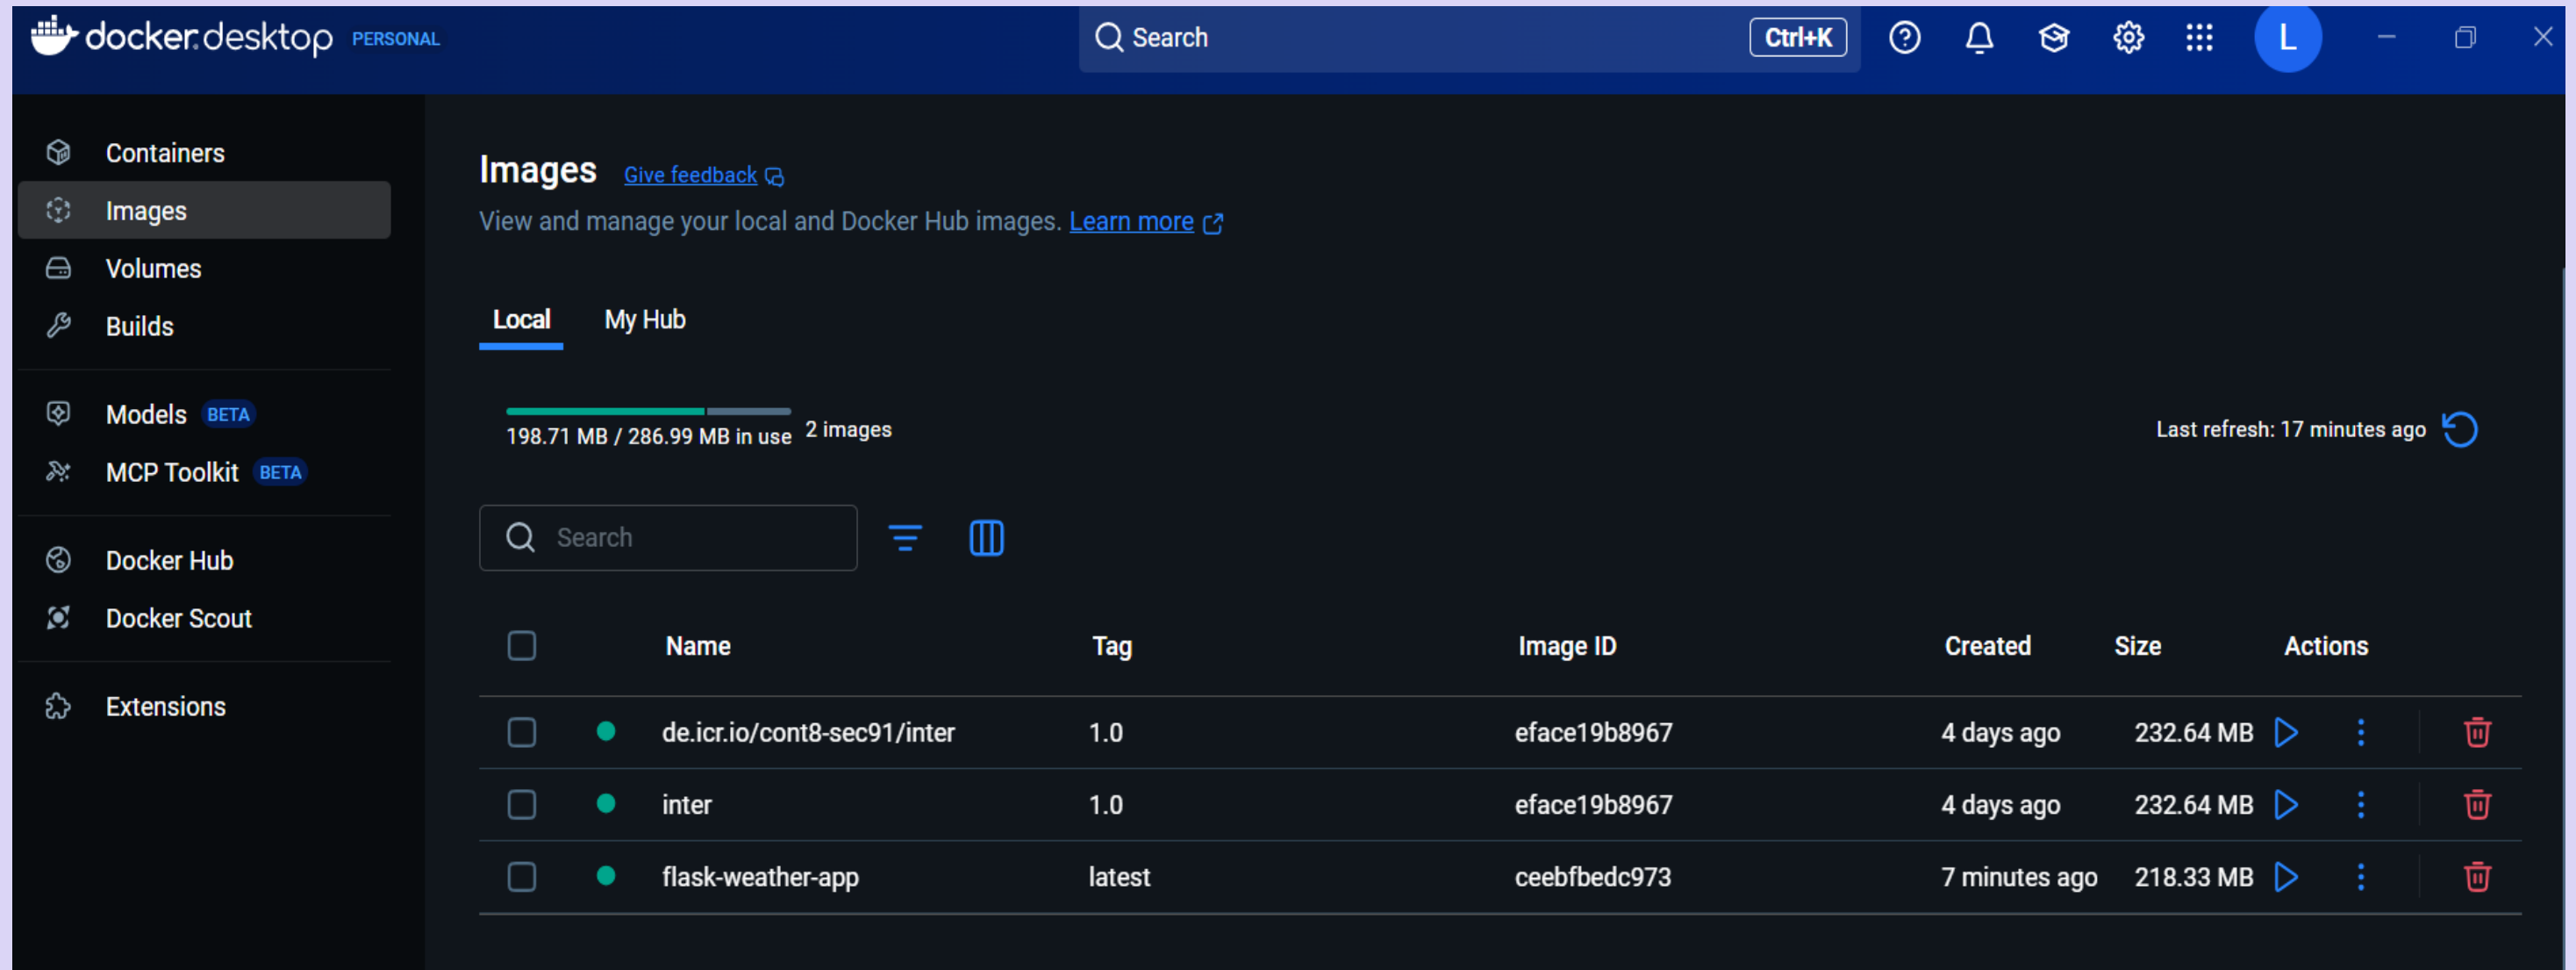 docker.desktop PERSONAL Search Ctrl+K L
Containers
Images
Volumes
Builds
Models BETA
MCP Toolkit BETA
Docker Hub
Docker Scout
Extensions
Images Give feedback
View and manage your local and Docker Hub images. Learn more
Local My Hub
198.71 MB / 286.99 MB in use 2 images Last refresh: 17 minutes ago
Search
Name Tag Image ID Created Size Actions
de.icr.io/cont8-sec91/inter 1.0 eface19b8967 4 days ago 232.64 MB
inter 1.0 eface19b8967 4 days ago 232.64 MB
flask-weather-app latest ceebfbedc973 7 minutes ago 218.33 MB